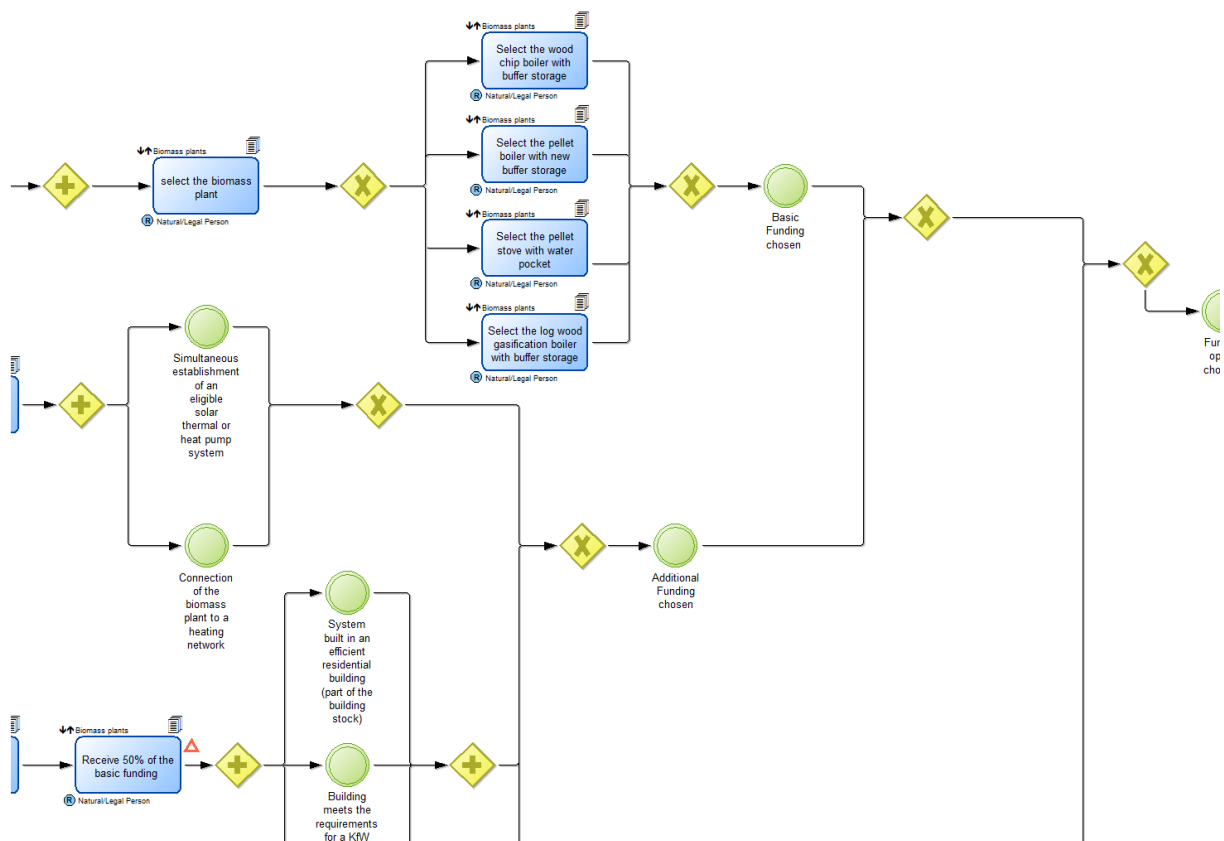 Biomass plants
Select the wood
chip boiler with
buffer storage
R Natural/Legal Person
Biomass plants
Select the pellet
boiler with new
buffer storage
R Natural/Legal Person
Biomass plants
select the biomass
plant
R Natural/Legal Person
Basic
Funding
chosen
Biomass plants
Select the pellet
stove with water
pocket
R Natural/Legal Person
Biomass plants
Select the log wood
gasification boiler
with buffer storage
R Natural/Legal Person
Simultaneous
establishment
of an
eligible
solar
thermal or
heat pump
system
Connection
of the
biomass
plant to a
heating
network
Additional
Funding
chosen
System
built in an
efficient
residential
building
(part of the
building
stock)
Biomass plants
Receive 50% of the
basic funding
R Natural/Legal Person
Building
meets the
requirements
for a KfW